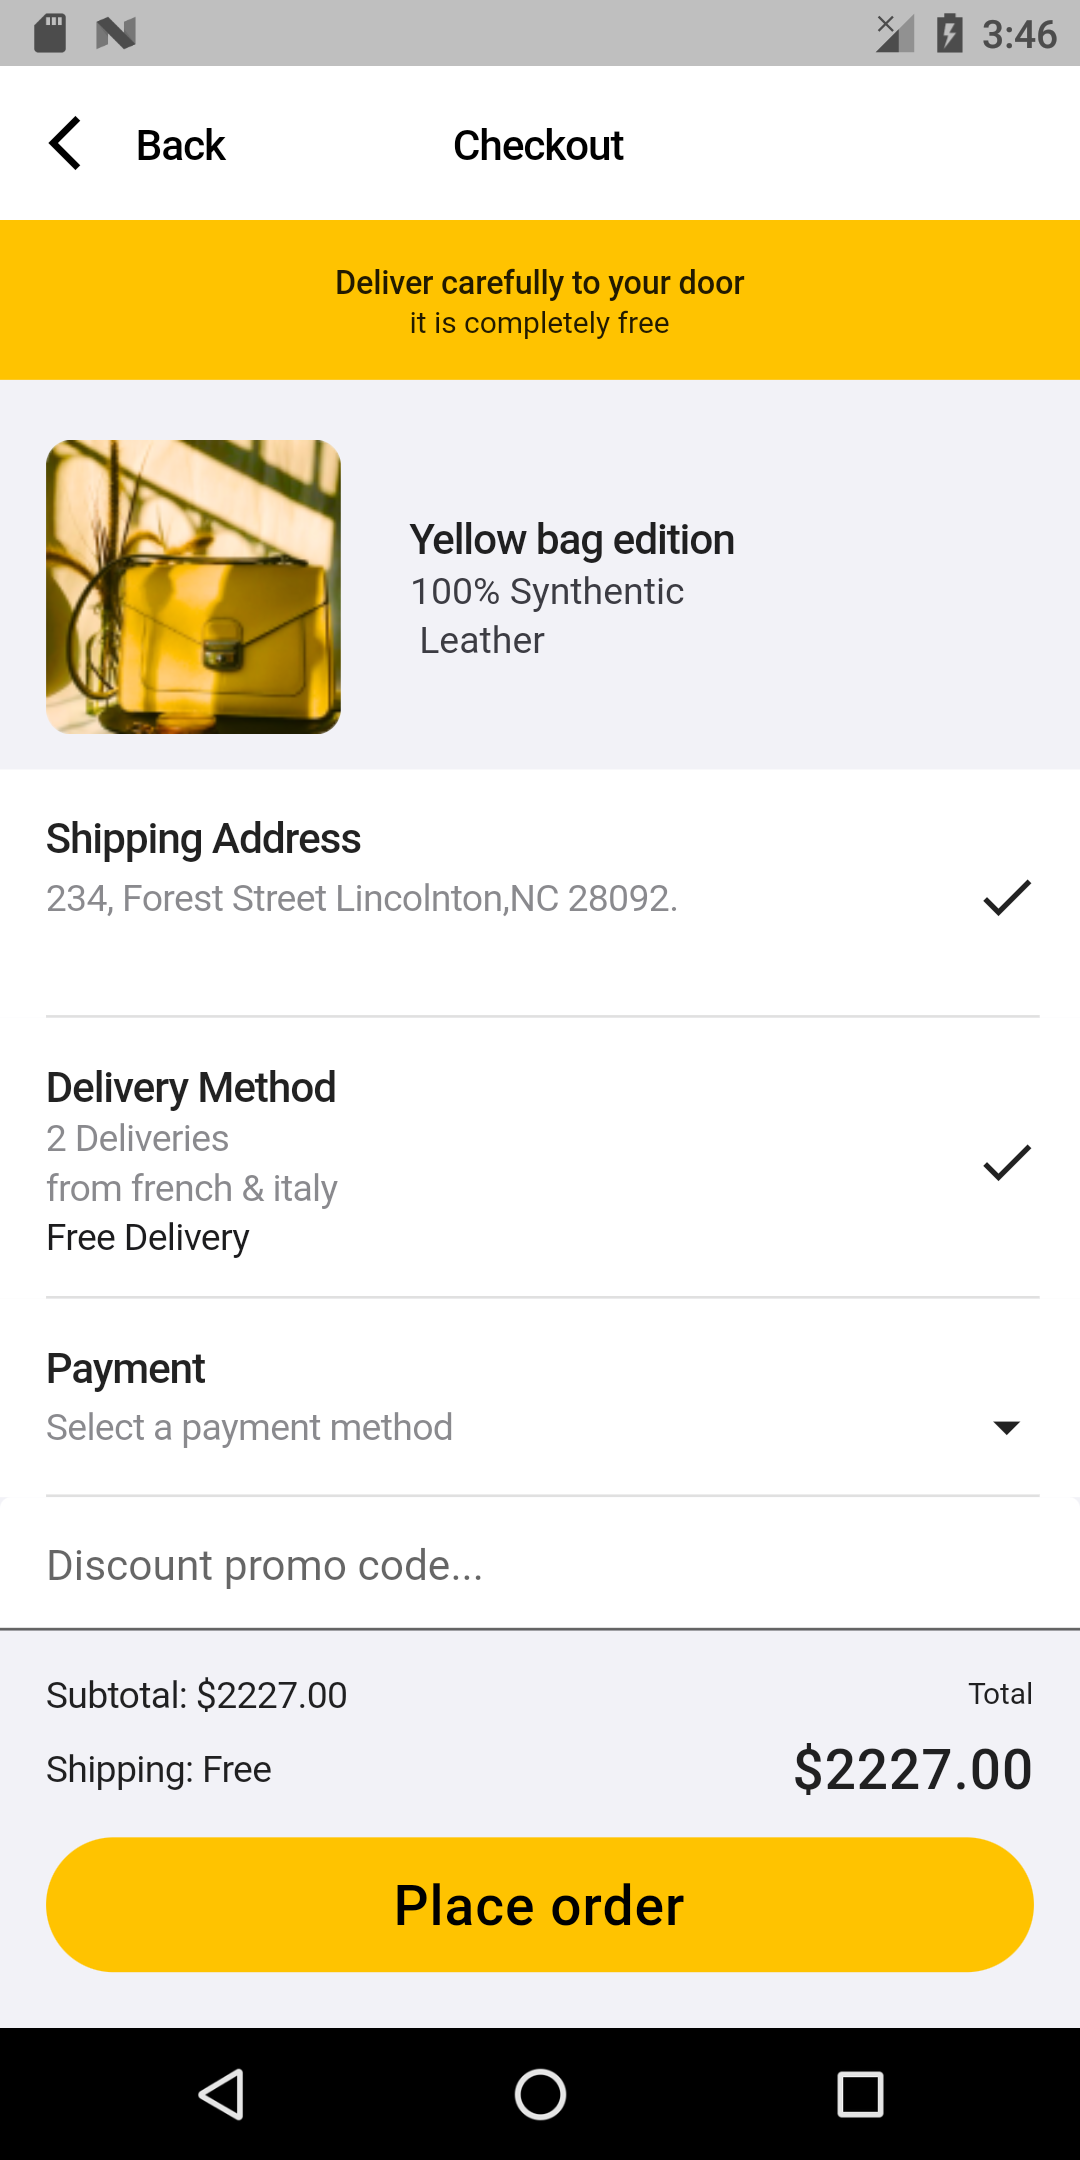 3:46
Back
Checkout
Deliver carefully to your door
it is completely free
Yellow bag edition
100% Synthentic
Leather
Shipping Address
234, Forest Street Lincolnton,NC 28092.
Delivery Method
2 Deliveries
from french & italy
Free Delivery
Payment
Select a payment method
Discount promo code...
Subtotal: $2227.00
Total
Shipping: Free
$2227.00
Place order